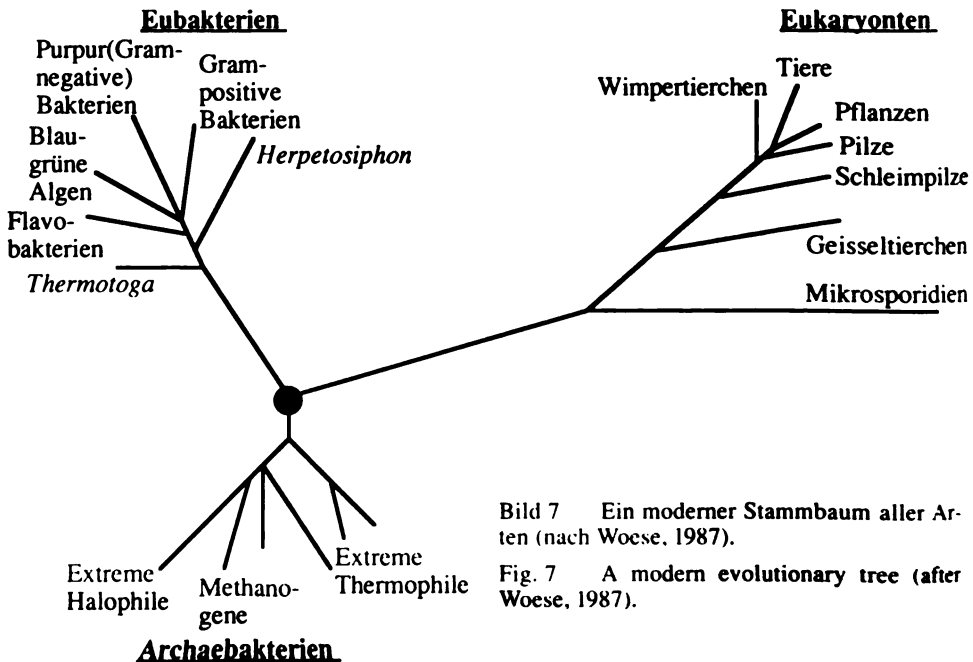 Eubakterien
Purpur(Gram-
negative)
Bakterien
Gram-
positive
Bakterien
Herpetosiphon
Blau-
grüne
Algen
Flavo-
bakterien
Thermotoga
Eukaryonten
Wimpertierchen
Tiere
Pflanzen
Pilze
Schleimpilze
Geisseltierchen
Mikrosporidien
Extreme
Halophile
Methano-
gene
Extreme
Thermophile
Archaebakterien
Bild 7 Ein moderner Stammbaum aller Ar-
ten (nach Woese, 1987).
Fig. 7 A modern evolutionary tree (after
Woese, 1987).